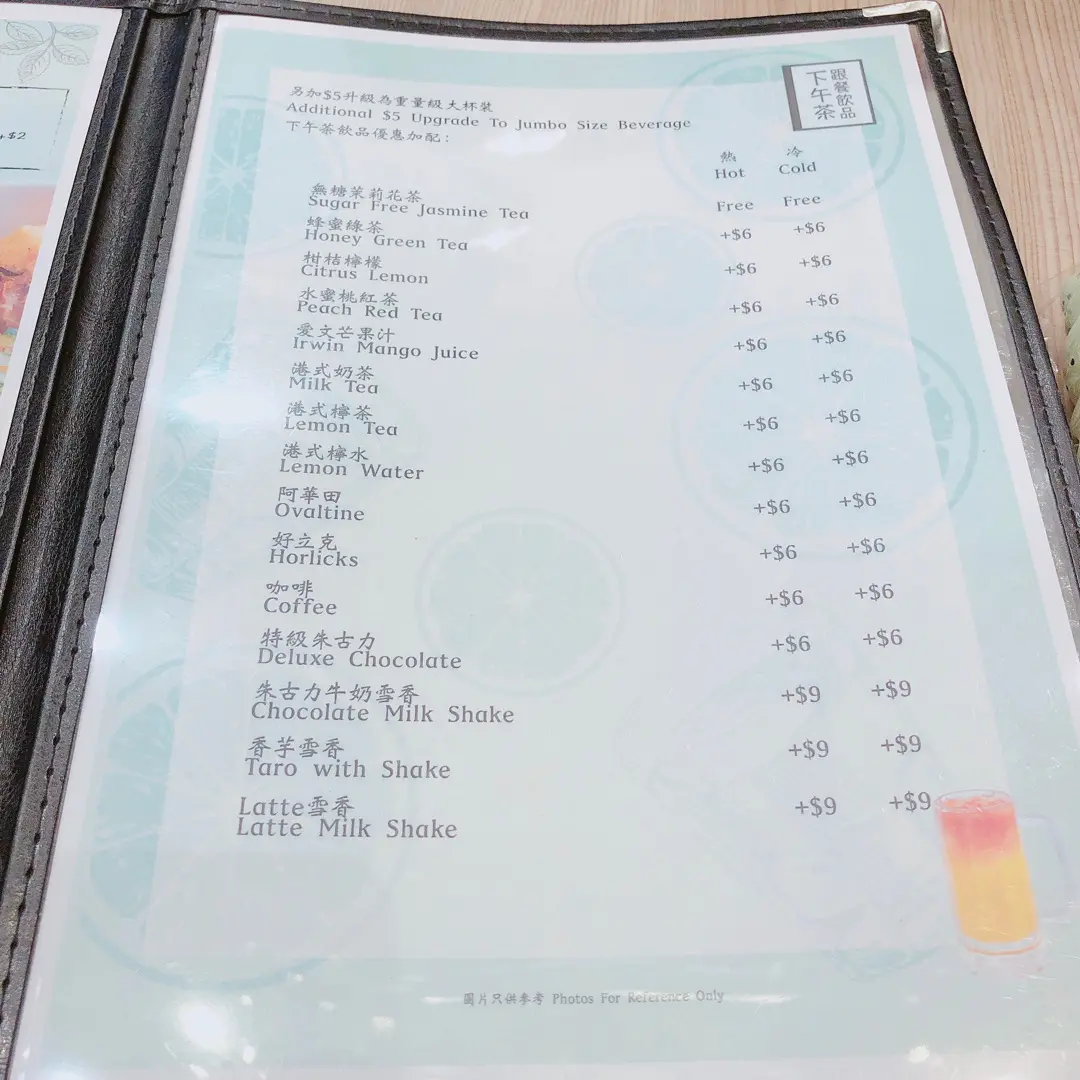 +$2
下午茶
跟餐飲品
另加$5升級為重量級大杯裝
Additional $5 Upgrade To Jumbo Size Beverage
下午茶飲品優惠加配：
熱 冷
Hot Cold
無糖茉莉花茶
Sugar Free Jasmine Tea Free Free
蜂蜜綠茶
Honey Green Tea +$6 +$6
柑桔檸檬
Citrus Lemon +$6 +$6
水蜜桃紅茶
Peach Red Tea +$6 +$6
愛文芒果汁
Irwin Mango Juice +$6 +$6
港式奶茶
Milk Tea +$6 +$6
港式檸茶
Lemon Tea +$6 +$6
港式檸水
Lemon Water +$6 +$6
阿華田
Ovaltine +$6 +$6
好立克
Horlicks +$6 +$6
咖啡
Coffee +$6 +$6
特級朱古力
Deluxe Chocolate +$6 +$6
朱古力牛奶雪香
Chocolate Milk Shake +$9 +$9
香芋雪香
Taro with Shake +$9 +$9
Latte雪香
Latte Milk Shake +$9 +$9
圖片只供參考 Photos For Reference Only